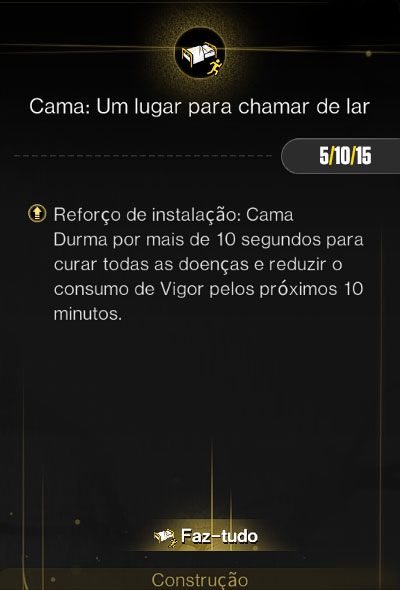 Cama: Um lugar para chamar de lar
5/10/15
Reforço de instalação: Cama
Durma por mais de 10 segundos para
curar todas as doenças e reduzir o
consumo de Vigor pelos próximos 10
minutos.
Faz-tudo
Construção